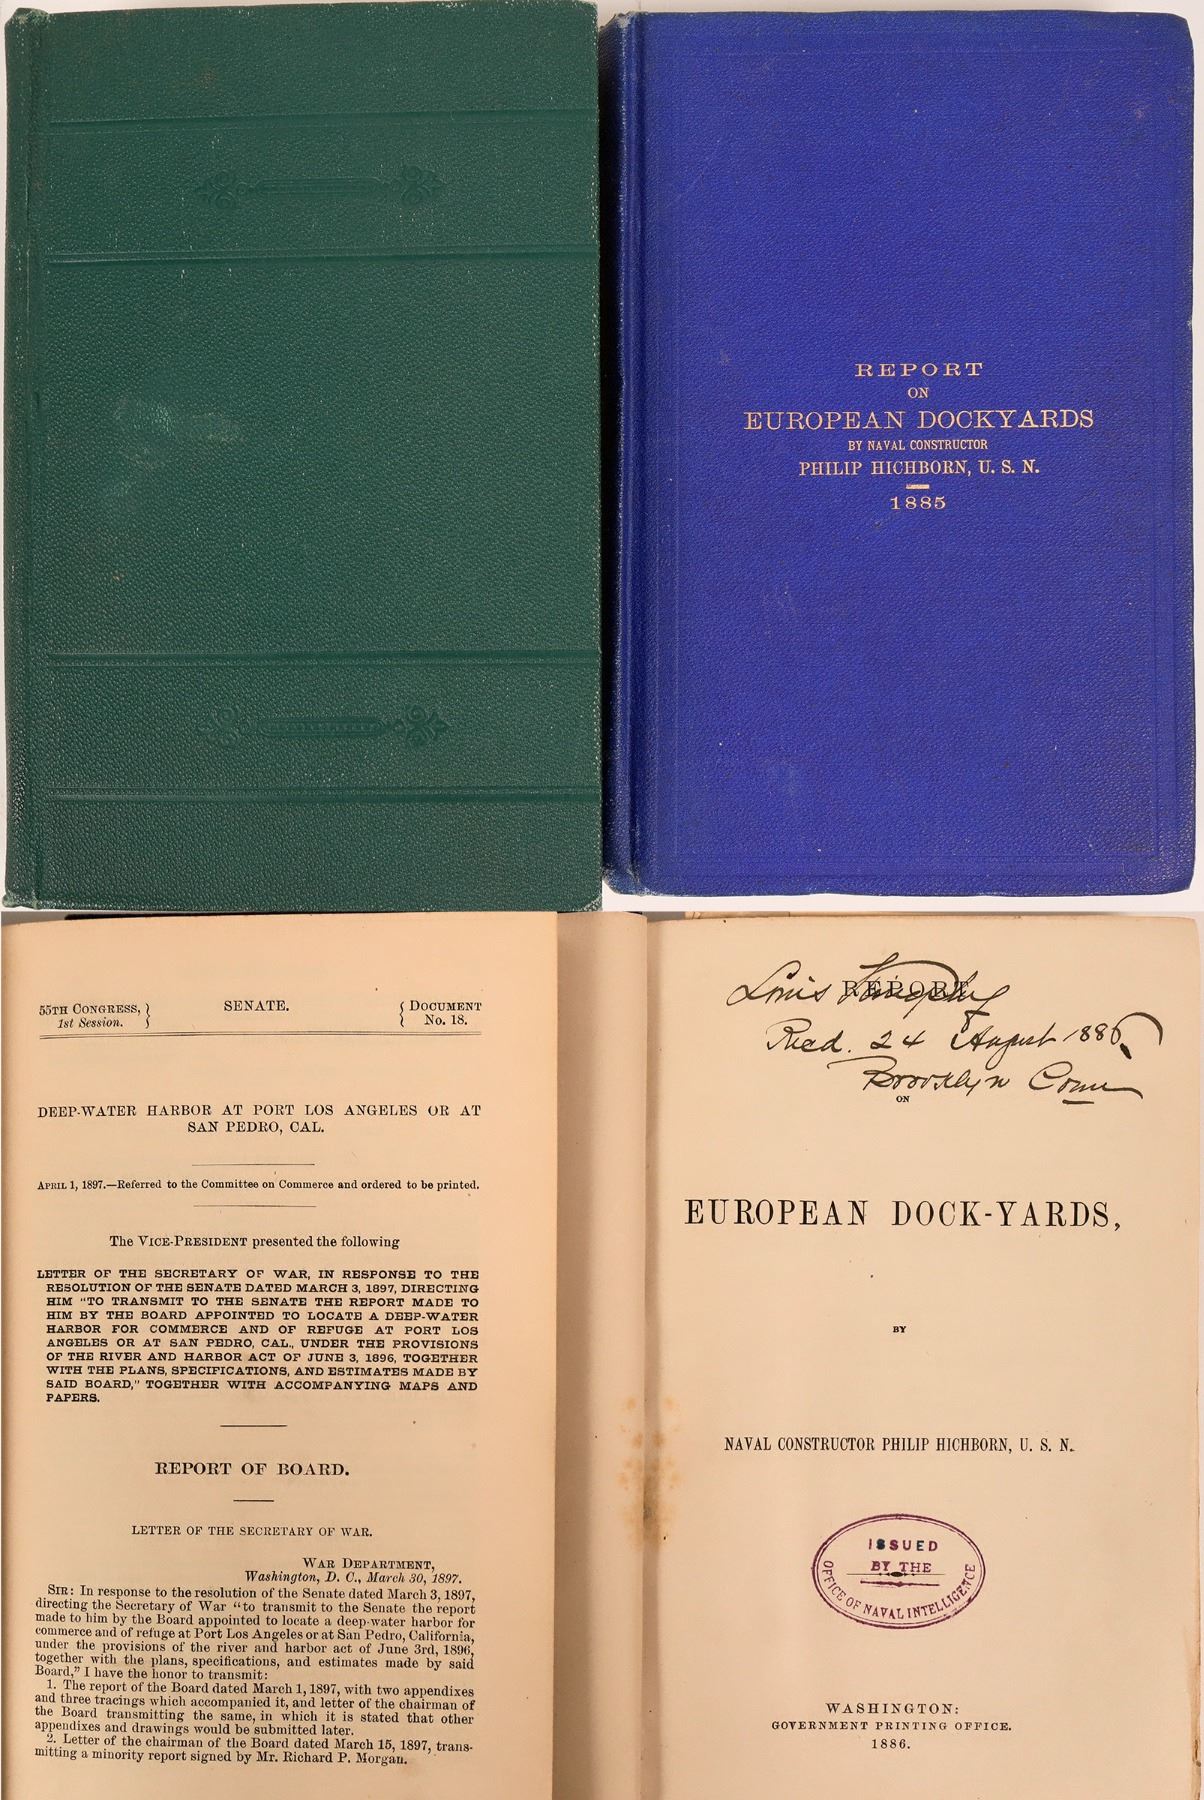 REPORT
ON
EUROPEAN DOCKYARDS
BY NAVAL CONSTRUCTOR
PHILIP HICHBORN, U. S. N.
1885
55TH CONGRESS, }
1st Session. }
SENATE.
{ DOCUMENT
{ No. 18.
DEEP-WATER HARBOR AT PORT LOS ANGELES OR AT
SAN PEDRO, CAL.
APRIL 1, 1897.—Referred to the Committee on Commerce and ordered to be printed.
The VICE-PRESIDENT presented the following
LETTER OF THE SECRETARY OF WAR, IN RESPONSE TO THE
RESOLUTION OF THE SENATE DATED MARCH 3, 1897, DIRECTING
HIM "TO TRANSMIT TO THE SENATE THE REPORT MADE TO
HIM BY THE BOARD APPOINTED TO LOCATE A DEEP-WATER
HARBOR FOR COMMERCE AND OF REFUGE AT PORT LOS
ANGELES OR AT SAN PEDRO, CAL., UNDER THE PROVISIONS
OF THE RIVER AND HARBOR ACT OF JUNE 3, 1896, TOGETHER
WITH THE PLANS, SPECIFICATIONS, AND ESTIMATES MADE BY
SAID BOARD," TOGETHER WITH ACCOMPANYING MAPS AND
PAPERS.
REPORT OF BOARD.
LETTER OF THE SECRETARY OF WAR.
WAR DEPARTMENT,
Washington, D. C., March 30, 1897.
SIR: In response to the resolution of the Senate dated March 3, 1897,
directing the Secretary of War "to transmit to the Senate the report
made to him by the Board appointed to locate a deep-water harbor for
commerce and of refuge at Port Los Angeles or at San Pedro, California,
under the provisions of the river and harbor act of June 3rd, 1896,
together with the plans, specifications, and estimates made by said
Board," I have the honor to transmit:
1. The report of the Board dated March 1, 1897, with two appendixes
and three tracings which accompanied it, and letter of the chairman of
the Board transmitting the same, in which it is stated that other
appendixes and drawings would be submitted later.
2. Letter of the chairman of the Board dated March 15, 1897, trans-
mitting a minority report signed by Mr. Richard P. Morgan.
Louis
REPORT
Recd. 24 August 1886
Brooklyn
ON
EUROPEAN DOCK-YARDS,
BY
NAVAL CONSTRUCTOR PHILIP HICHBORN, U. S. N.
ISSUED
BY THE
OFFICE OF NAVAL INTELLIGENCE
WASHINGTON:
GOVERNMENT PRINTING OFFICE.
1886.